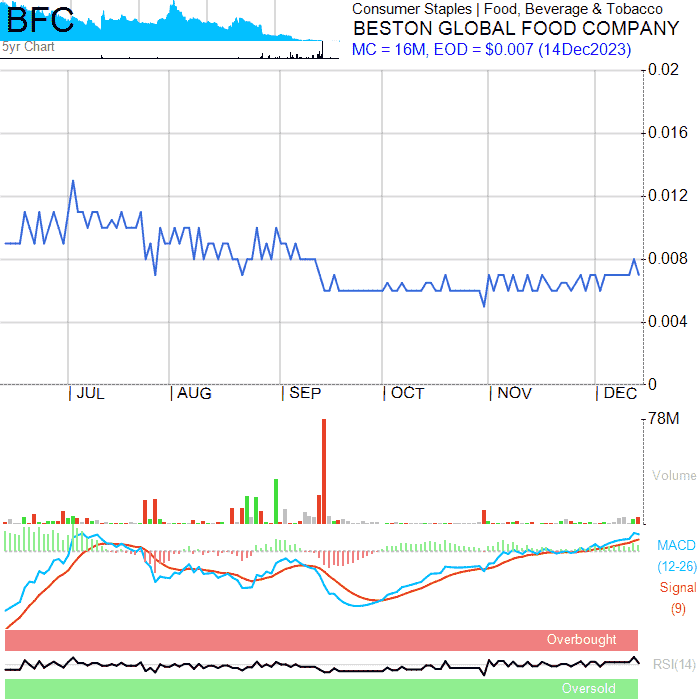 BFC
5yr Chart
Consumer Staples | Food, Beverage & Tobacco
BESTON GLOBAL FOOD COMPANY
MC = 16M, EOD = $0.007 (14Dec2023)
0.02
0.016
0.012
0.008
0.004
0
JUL
AUG
SEP
OCT
NOV
DEC
78M
Volume
MACD
(12-26)
Signal
(9)
Overbought
RSI(14)
Oversold